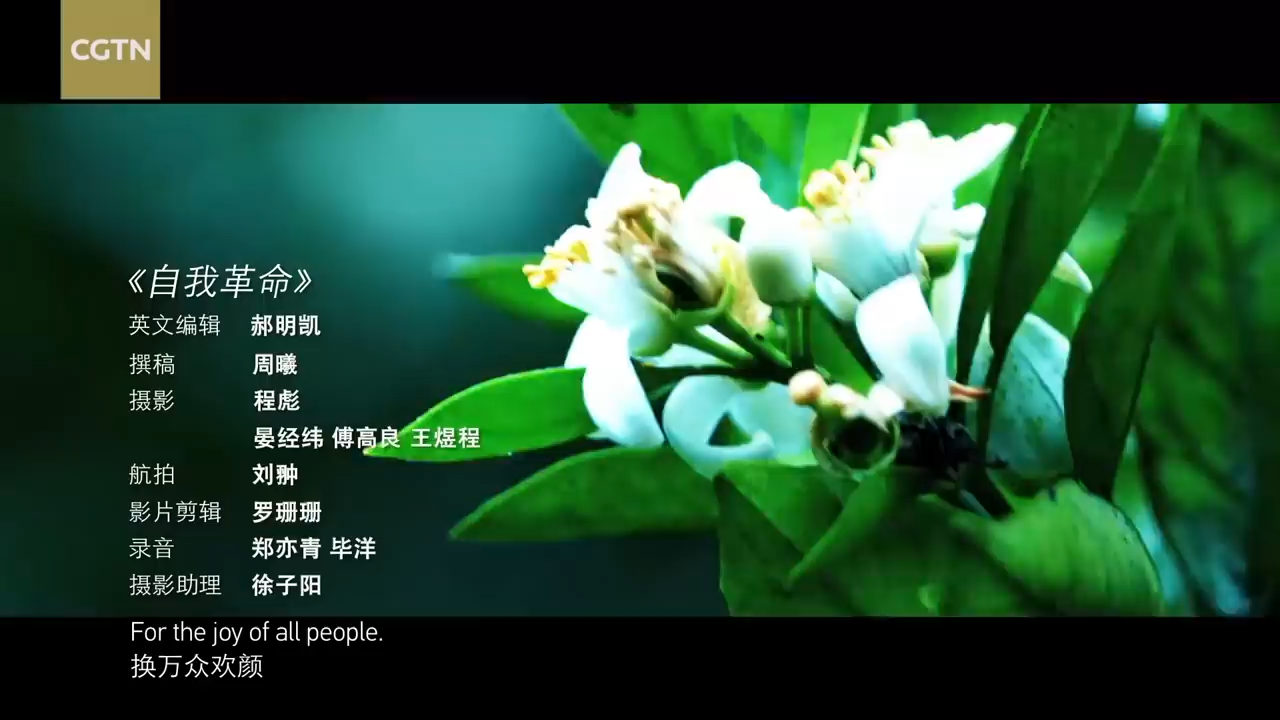 CGTN
《自我革命》
英文编辑 郝明凯
撰稿 周曦
摄影 程彪
晏经纬 傅高良 王煜程
航拍 刘翀
影片剪辑 罗珊珊
录音 郑亦青 毕洋
摄影助理 徐子阳
For the joy of all people.
换万众欢颜